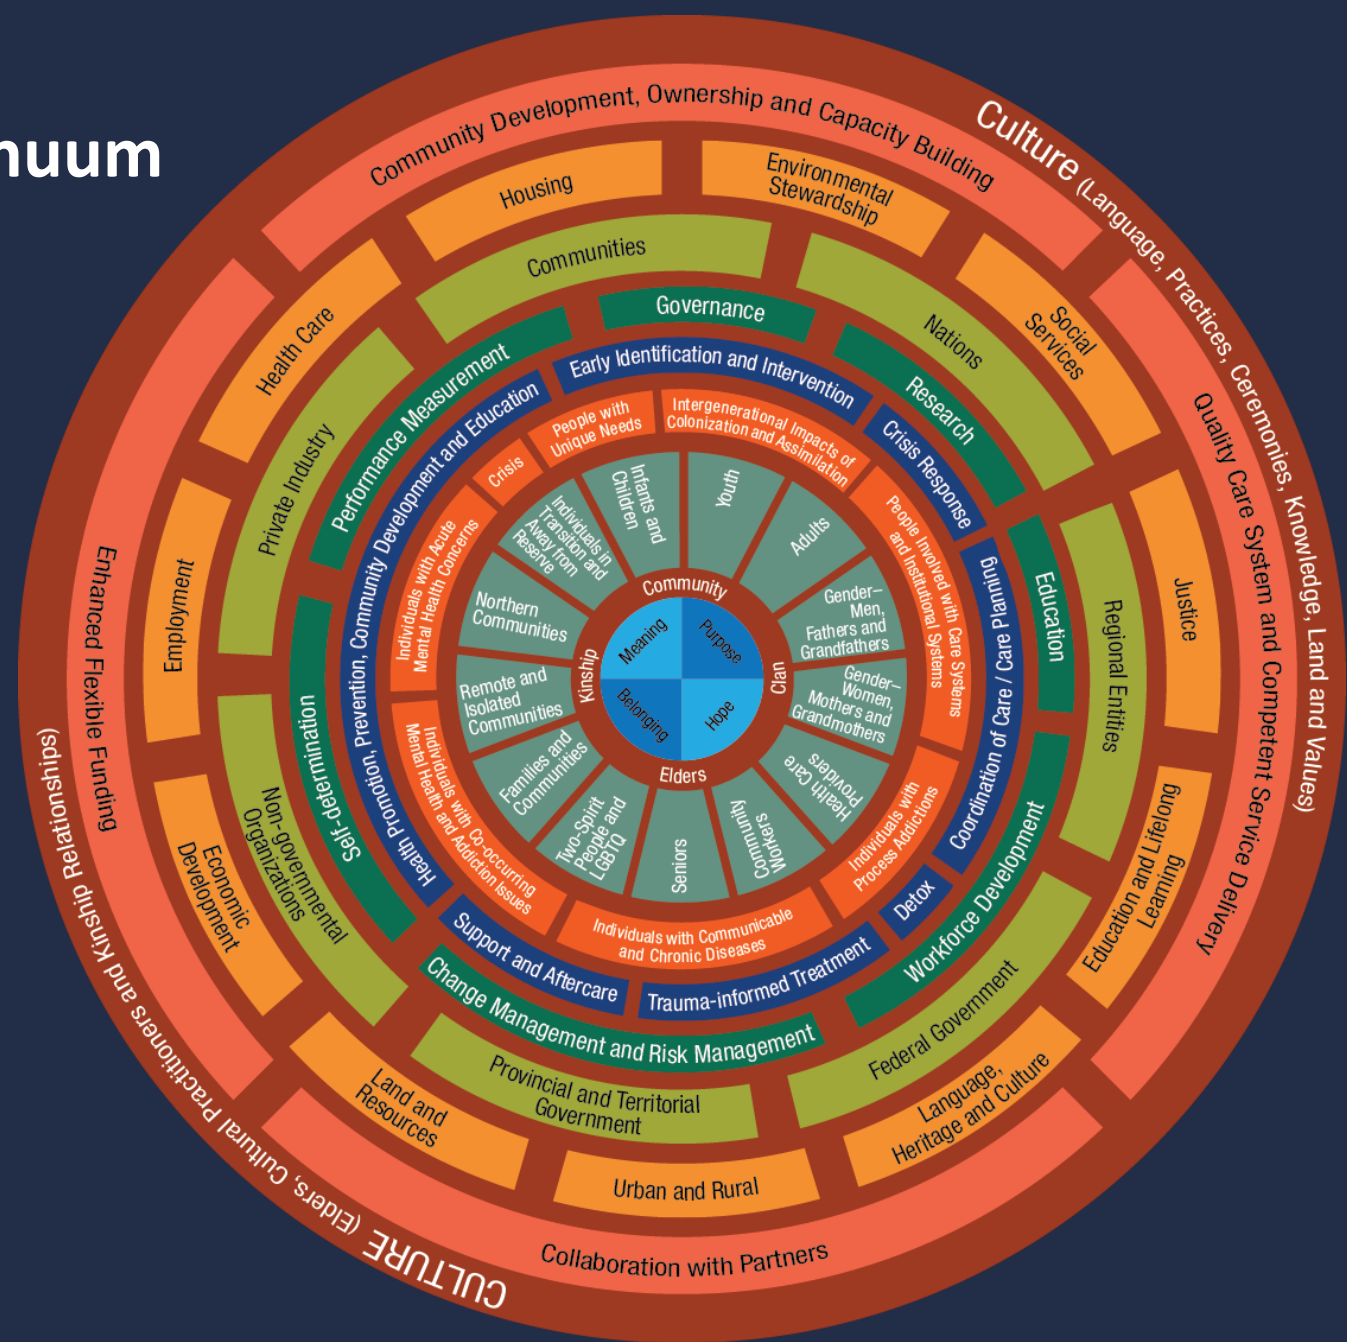 nuum
Culture (Language, Practices, Ceremonies, Knowledge, Land and Values)
CULTURE (Elders, Cultural Practitioners and Kinship Relationships)
Community Development, Ownership and Capacity Building
Quality Care System and Competent Service Delivery
Collaboration with Partners
Enhanced Flexible Funding
Housing
Environmental
Stewardship
Social
Services
Justice
Education and Lifelong
Learning
Language,
Heritage and Culture
Urban and Rural
Land and
Resources
Economic
Development
Employment
Health Care
Communities
Nations
Regional Entities
Federal Government
Provincial and Territorial
Government
Non-governmental
Organizations
Private Industry
Governance
Research
Education
Workforce Development
Change Management and Risk Management
Self-determination
Performance Measurement
Early Identification and Intervention
Crisis Response
Coordination of Care / Care Planning
Detox
Trauma-informed Treatment
Support and Aftercare
Health Promotion, Prevention, Community Development and Education
People with
Unique Needs
Intergenerational Impacts of
Colonization and Assimilation
People Involved with Care Systems
and Institutional Systems
Individuals with
Process Addictions
Individuals with Communicable
and Chronic Diseases
Individuals with Co-occurring
Mental Health and Addiction Issues
Individuals with Acute
Mental Health Concerns
Crisis
Infants and
Children
Youth
Adults
Gender–
Men,
Fathers and
Grandfathers
Gender–
Women,
Mothers and
Grandmothers
Health Care
Providers
Community
Workers
Seniors
Two-Spirit
People and
LGBTQ
Families and
Communities
Remote and
Isolated
Communities
Northern
Communities
Individuals in
Transition and
Away from
Reserve
Community
Clan
Elders
Kinship
Meaning
Purpose
Hope
Belonging